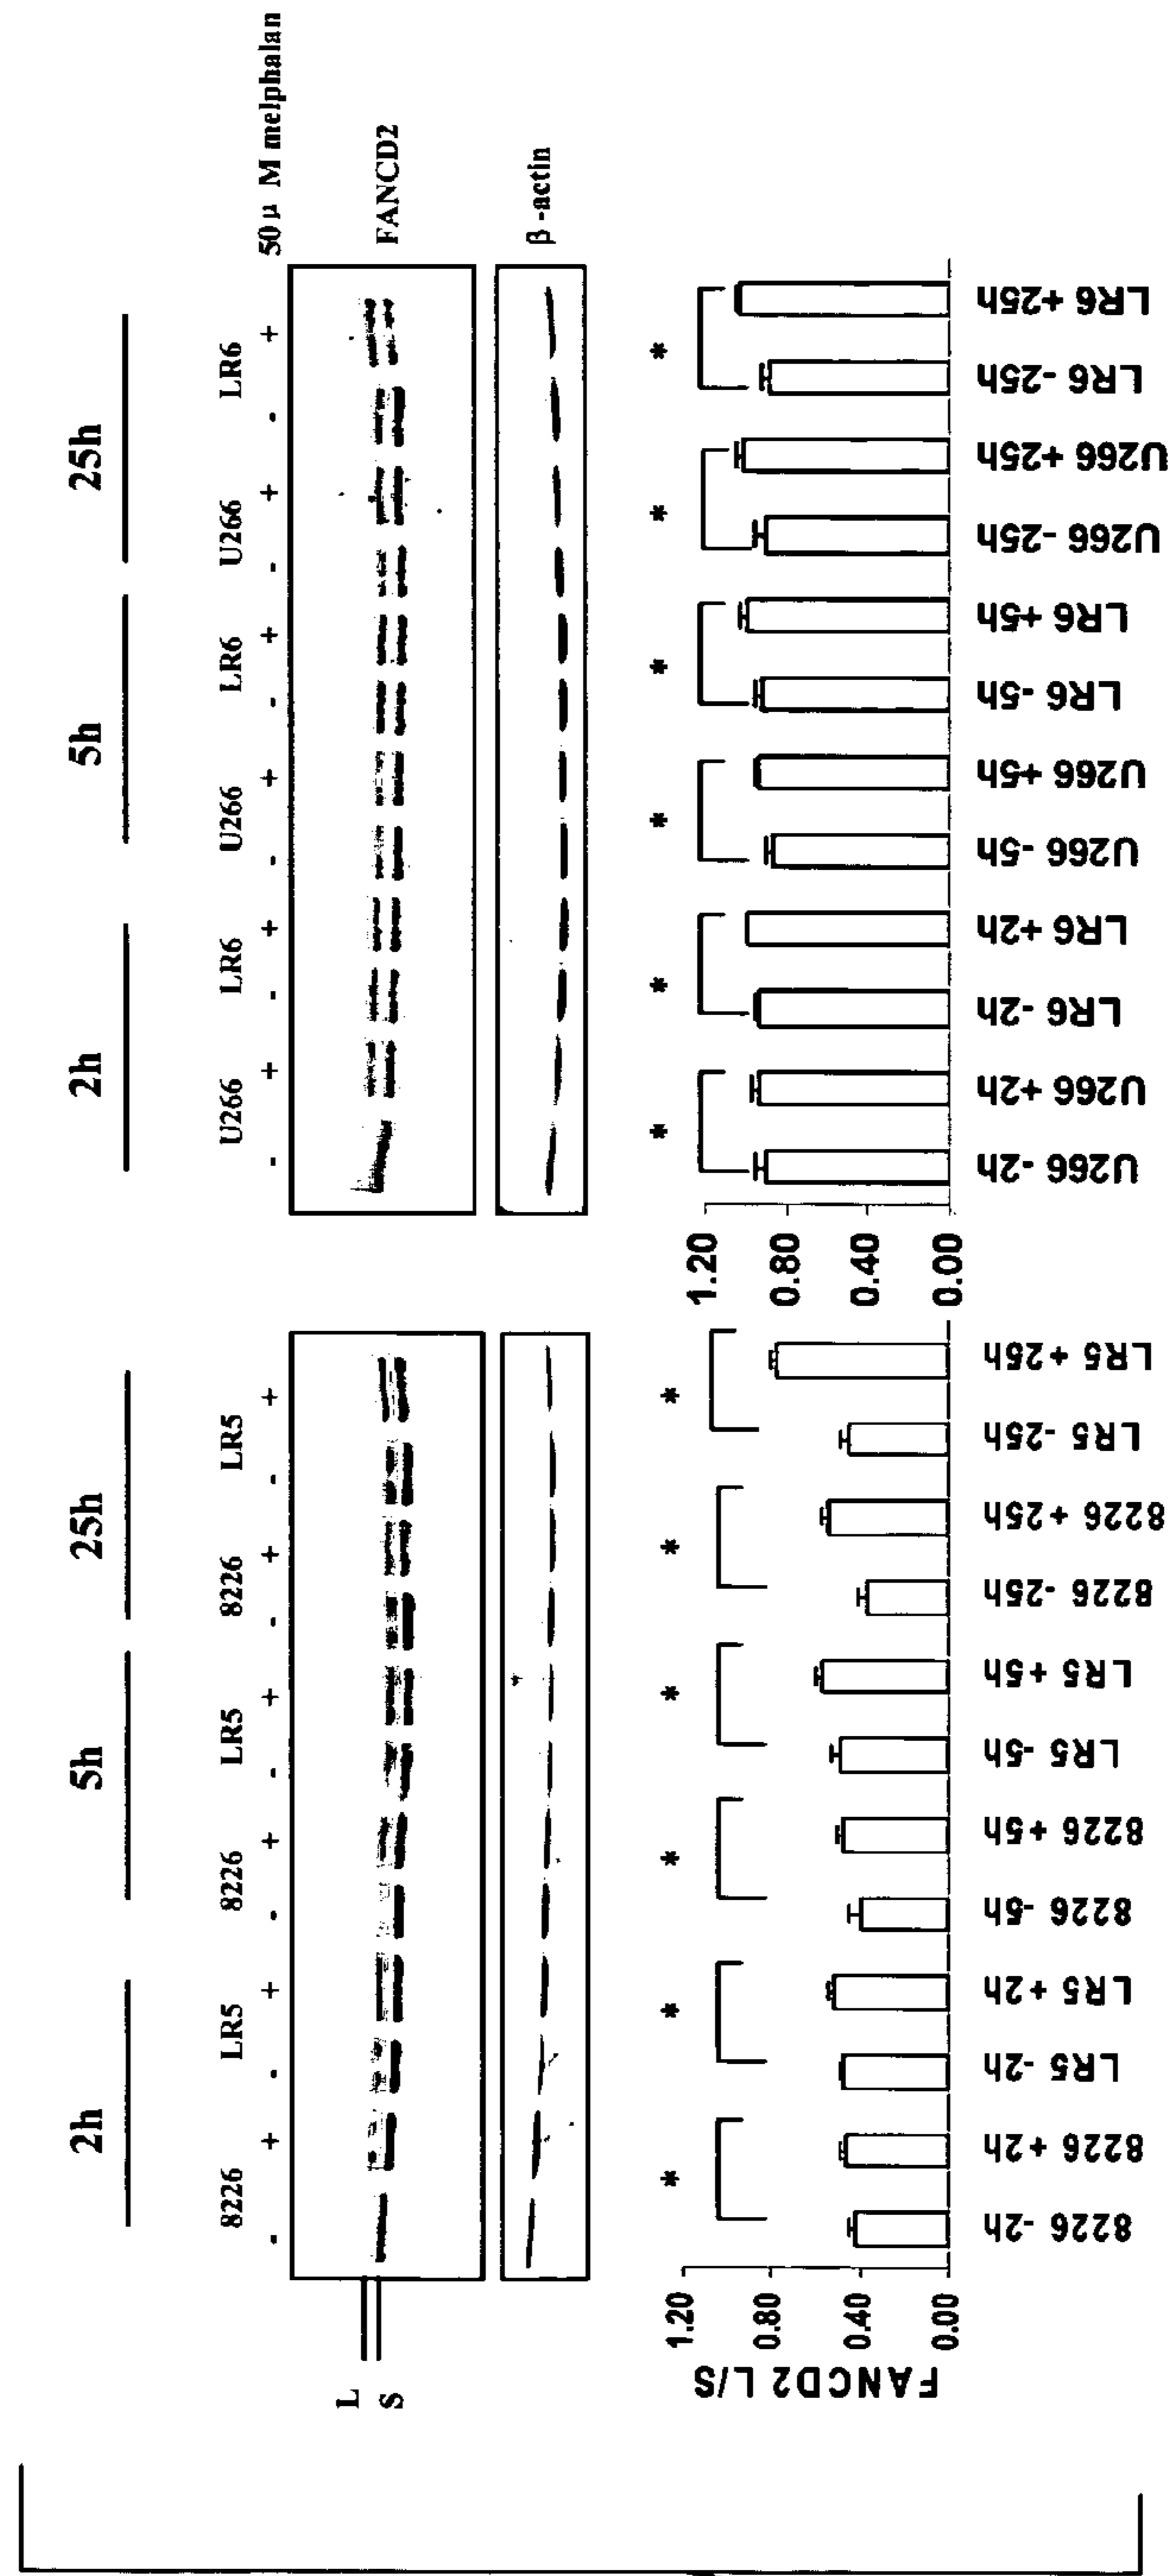 2h 5h 25h 2h 5h 25h
8226 LR5 8226 LR5 8226 LR5 U266 LR6 U266 LR6 U266 LR6
- + - + - + - + - + - + - + - + - + - + - + - + 50μ M melphalan
L
S
FANCD2
β -actin
* * * * * * * * * * * *
FANCD2 L/S
1.20
0.80
0.40
0.00
1.20
0.80
0.40
0.00
8226 -2h
8226 +2h
LR5 -2h
LR5 +2h
8226 -5h
8226 +5h
LR5 -5h
LR5 +5h
8226 -25h
8226 +25h
LR5 -25h
LR5 +25h
U266 -2h
U266 +2h
LR6 -2h
LR6 +2h
U266 -5h
U266 +5h
LR6 -5h
LR6 +5h
U266 -25h
U266 +25h
LR6 -25h
LR6 +25h